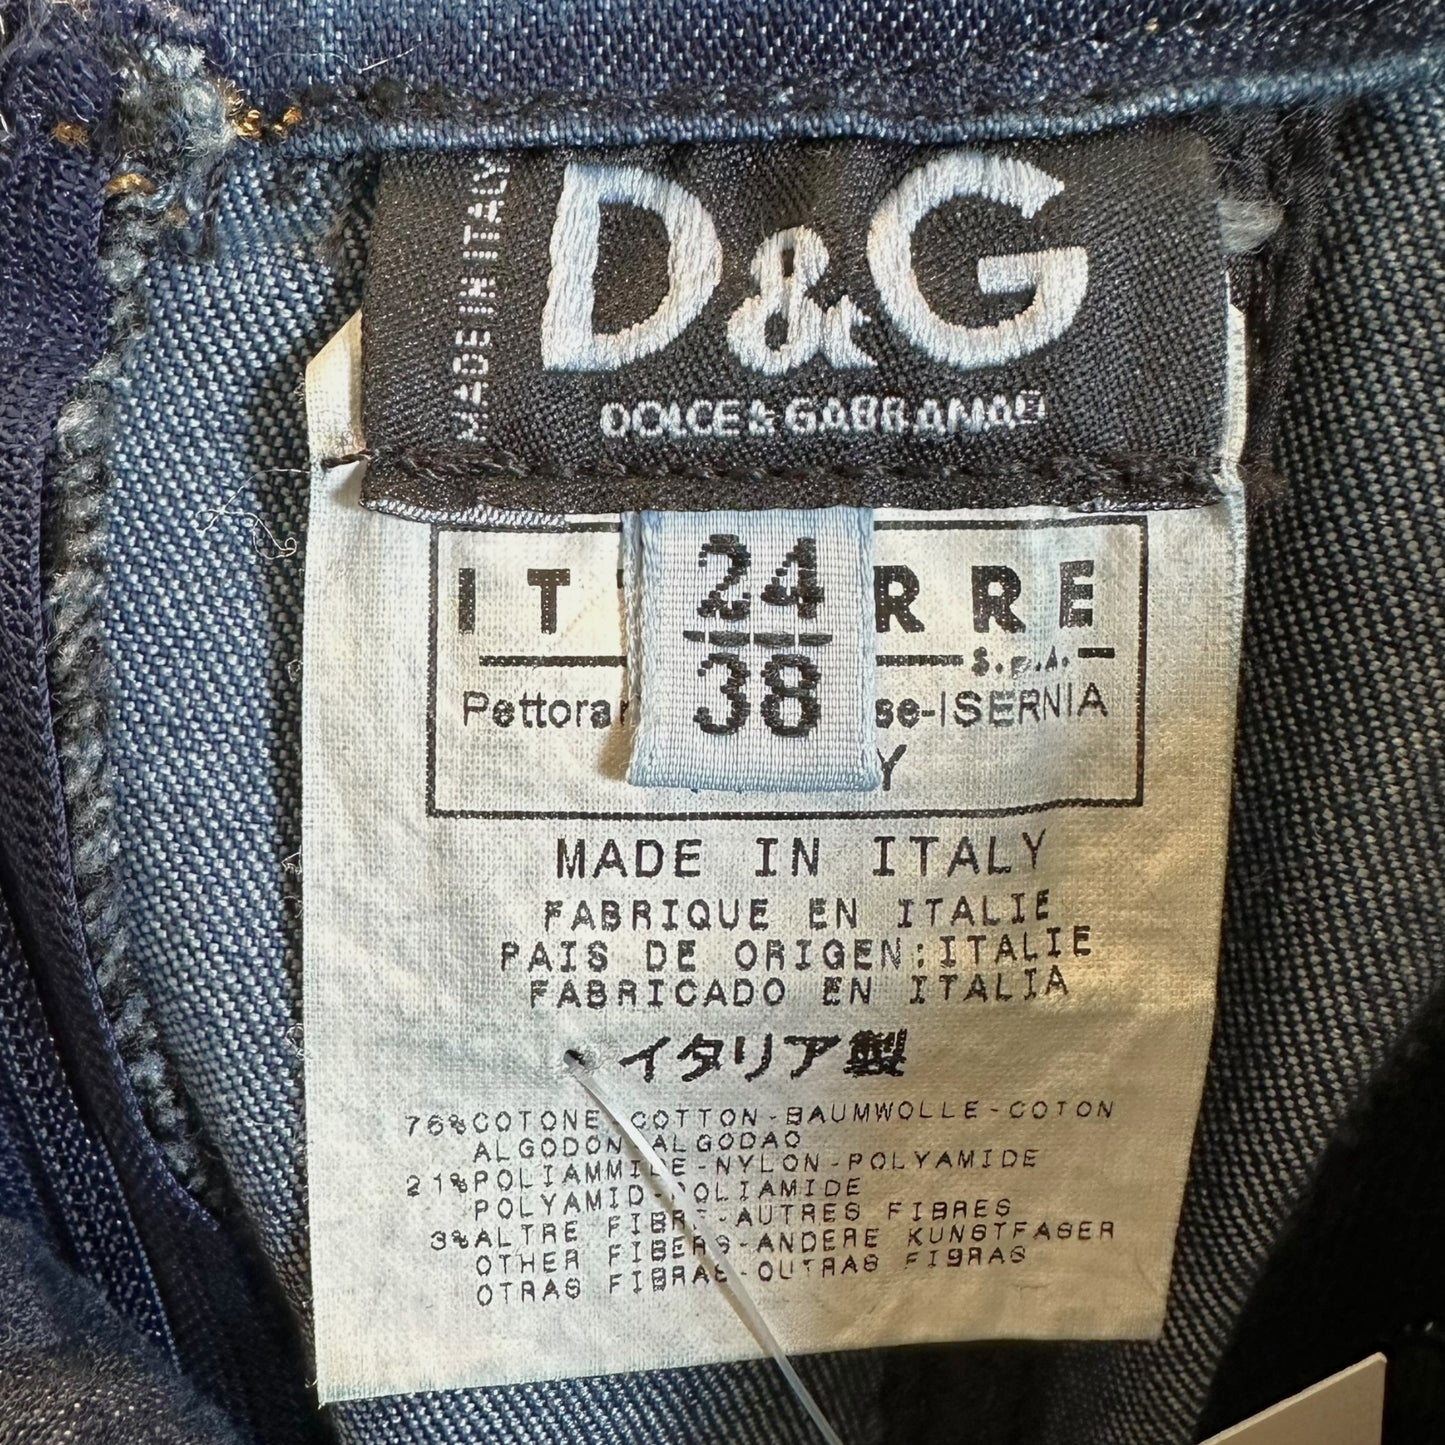 MADE IN ITALY
D&G
DOLCE & GABBANA
24
38
RRE
S.p.A.
ISERNIA
MADE IN ITALY
FABRIQUE EN ITALIE
PAIS DE ORIGEN:ITALIE
FABRICADO EN ITALIA
イタリア製
76%COTONE COTTON-BAUMWOLLE-COTON
ALGODON ALGODAO
21%POLIAMMIDE-NYLON-POLYAMIDE
POLYAMID-POLIAMIDE
3%ALTRE FIBRE-AUTRES FIBRES
OTHER FIBERS-ANDERE KUNSTFASER
OTRAS FIBRAS-OUTRAS FIBRAS